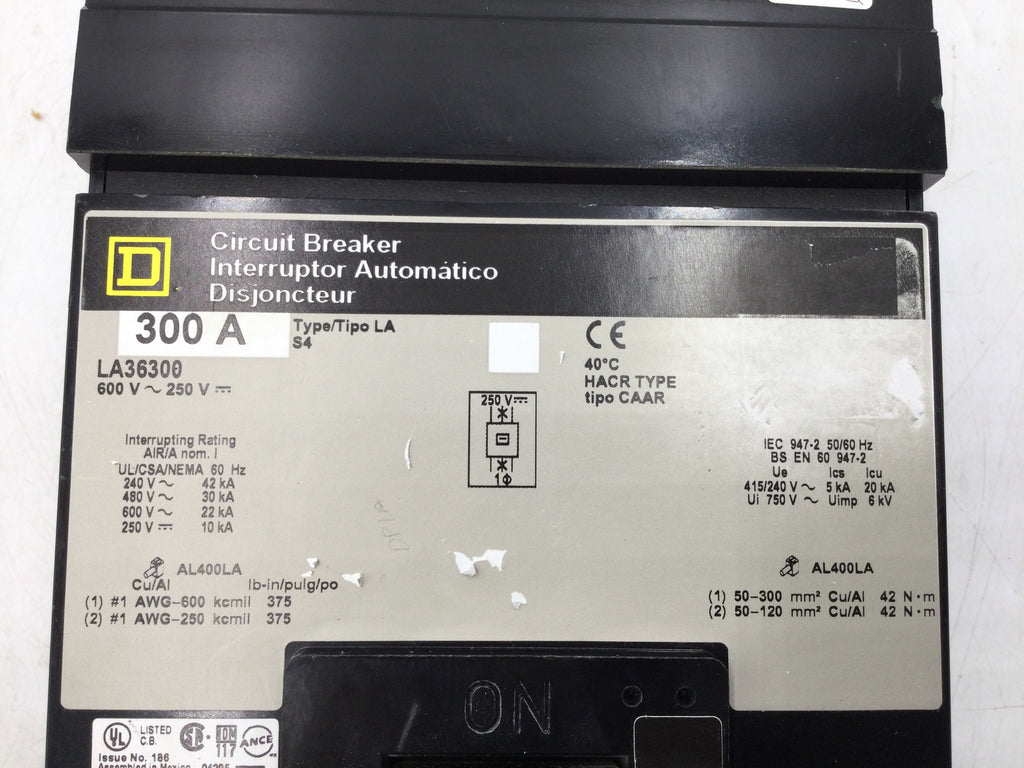 D
Circuit Breaker
Interruptor Automático
Disjoncteur
300 A
Type/Tipo LA
S4
LA36300
600 V ~ 250 V ⎓
CE
40°C
HACR TYPE
tipo CAAR
250 V ⎓
1Φ
Interrupting Rating
AIR/A nom. I
UL/CSA/NEMA 60 Hz
240 V ~ 42 kA
480 V ~ 30 kA
600 V ~ 22 kA
250 V ⎓ 10 kA
IEC 947-2 50/60 Hz
BS EN 60 947-2
Ue Ics Icu
415/240 V ~ 5 kA 20 kA
Ui 750 V ~ Uimp 6 kV
AL400LA
Cu/Al lb-in/pulg/po
(1) #1 AWG-600 kcmil 375
(2) #1 AWG-250 kcmil 375
AL400LA
(1) 50-300 mm² Cu/Al 42 N·m
(2) 50-120 mm² Cu/Al 42 N·m
ON
UL LISTED
C.B.
117
ANCE
Issue No. 186
Assembled in Mexico